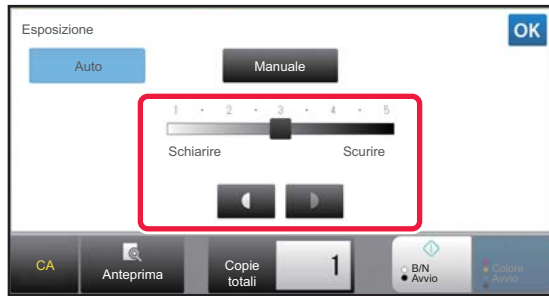 Esposizione
OK
Auto
Manuale
1 · 2 · 3 · 4 · 5
Schiarire
Scurire
CA
Anteprima
Copie
totali
1
B/N
Avvio
Colore
Avvio